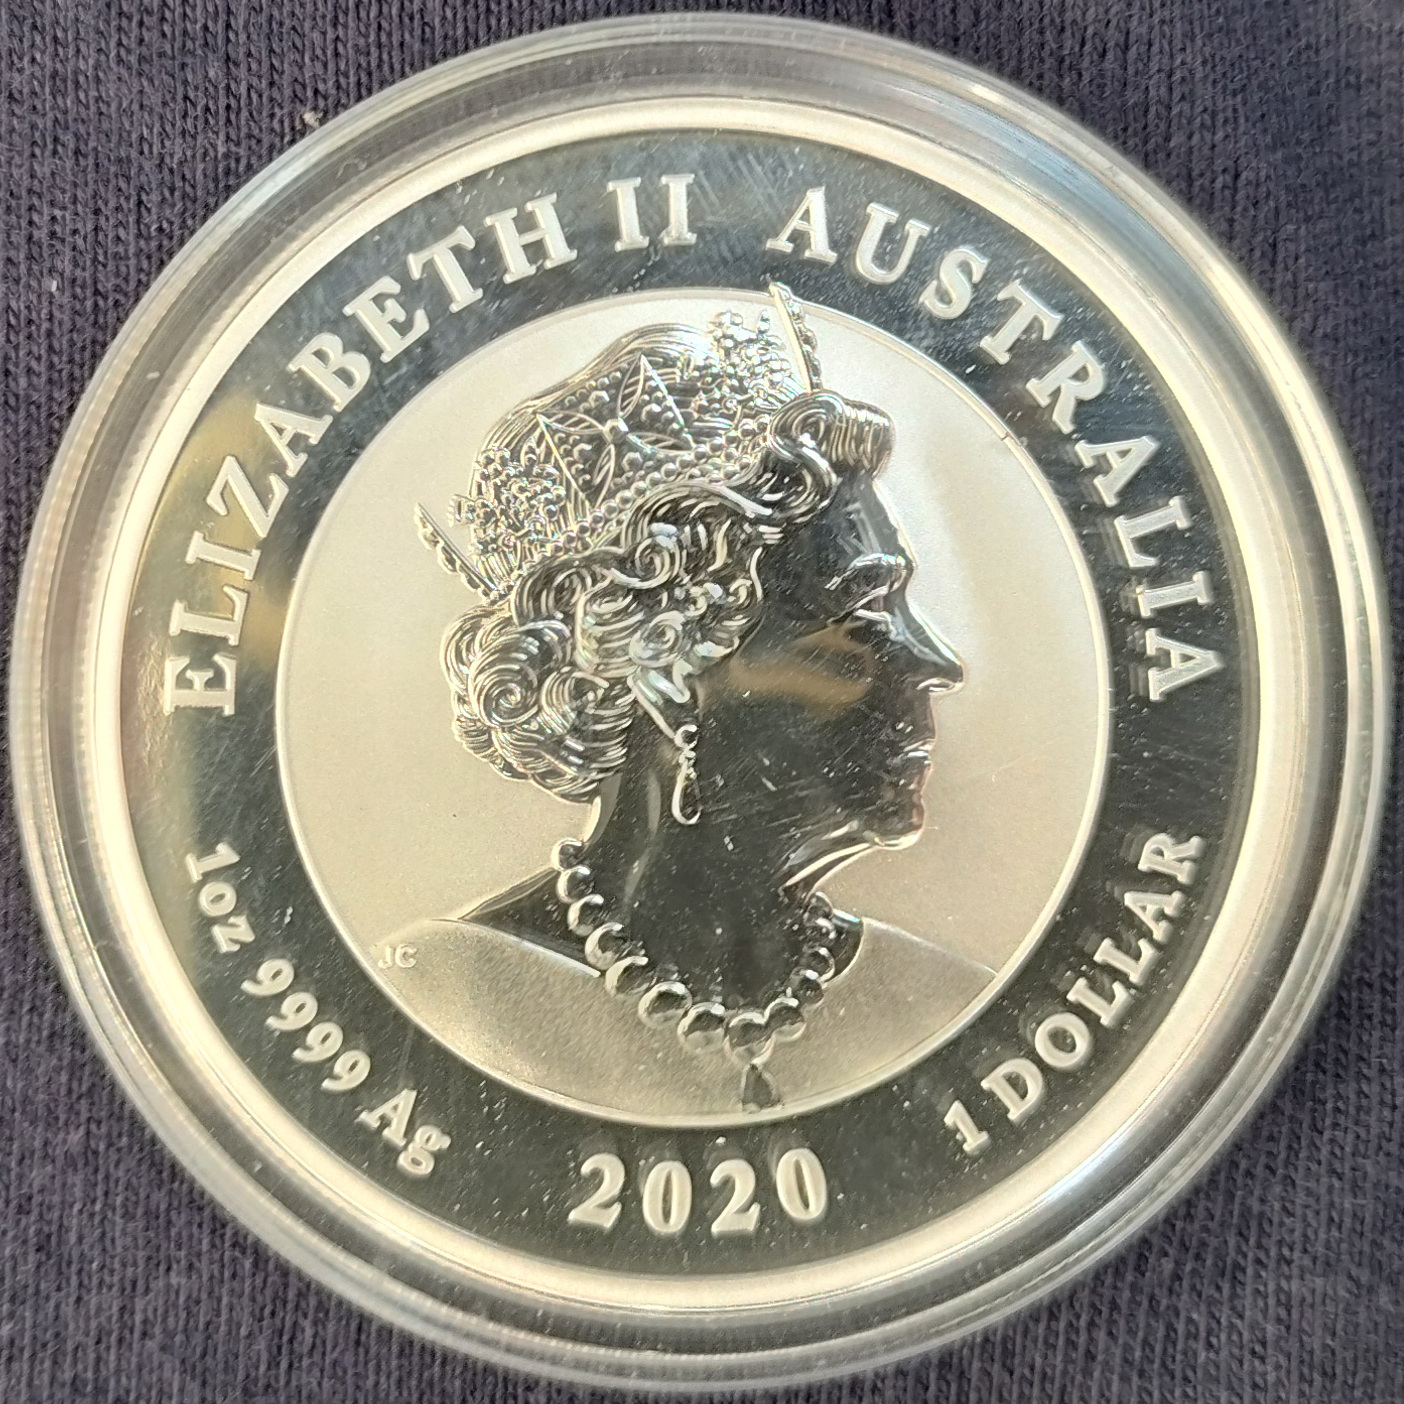 ELIZABETH II AUSTRALIA
JC
1oz 9999 Ag
2020
1 DOLLAR